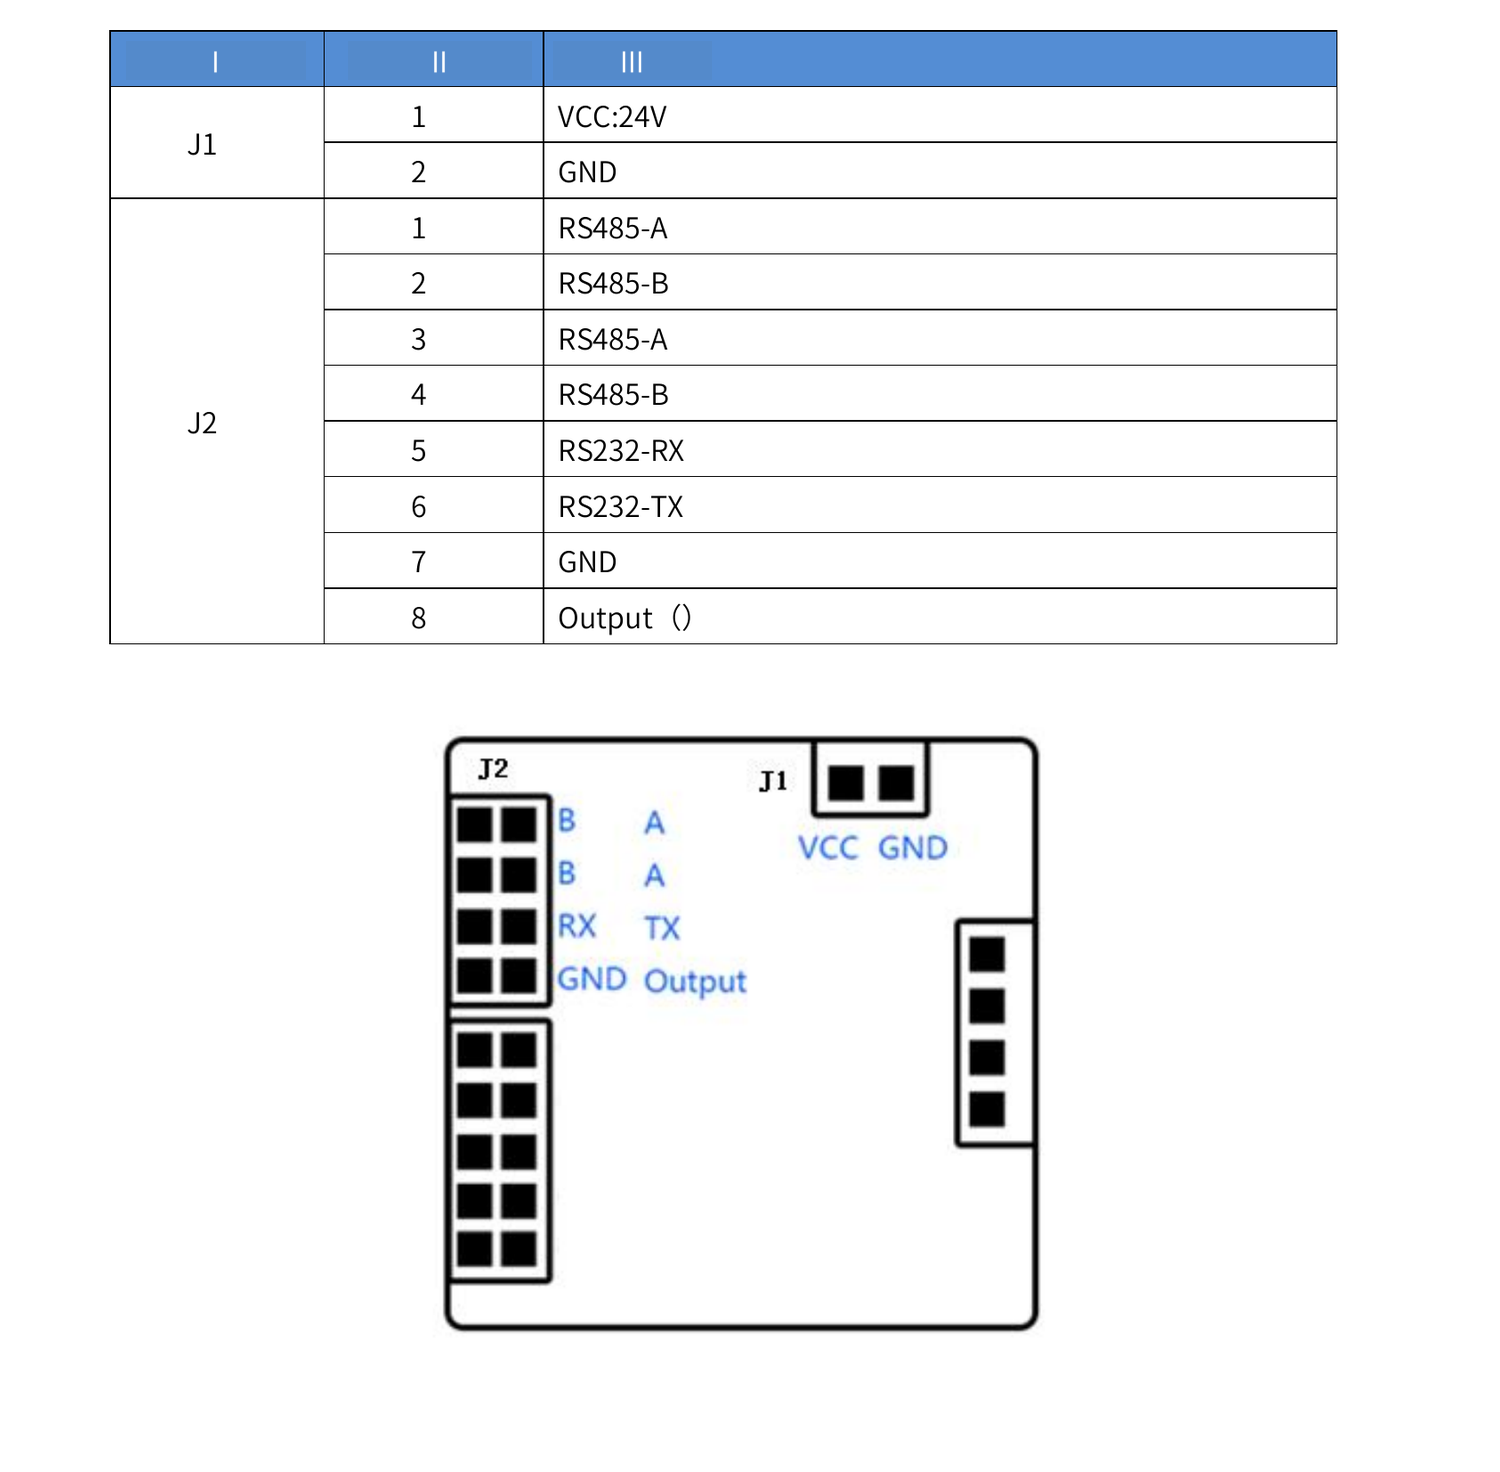 I II III
J1 1 VCC:24V
2 GND
J2 1 RS485-A
2 RS485-B
3 RS485-A
4 RS485-B
5 RS232-RX
6 RS232-TX
7 GND
8 Output（）
J2
J1
B A
VCC GND
B A
RX TX
GND Output